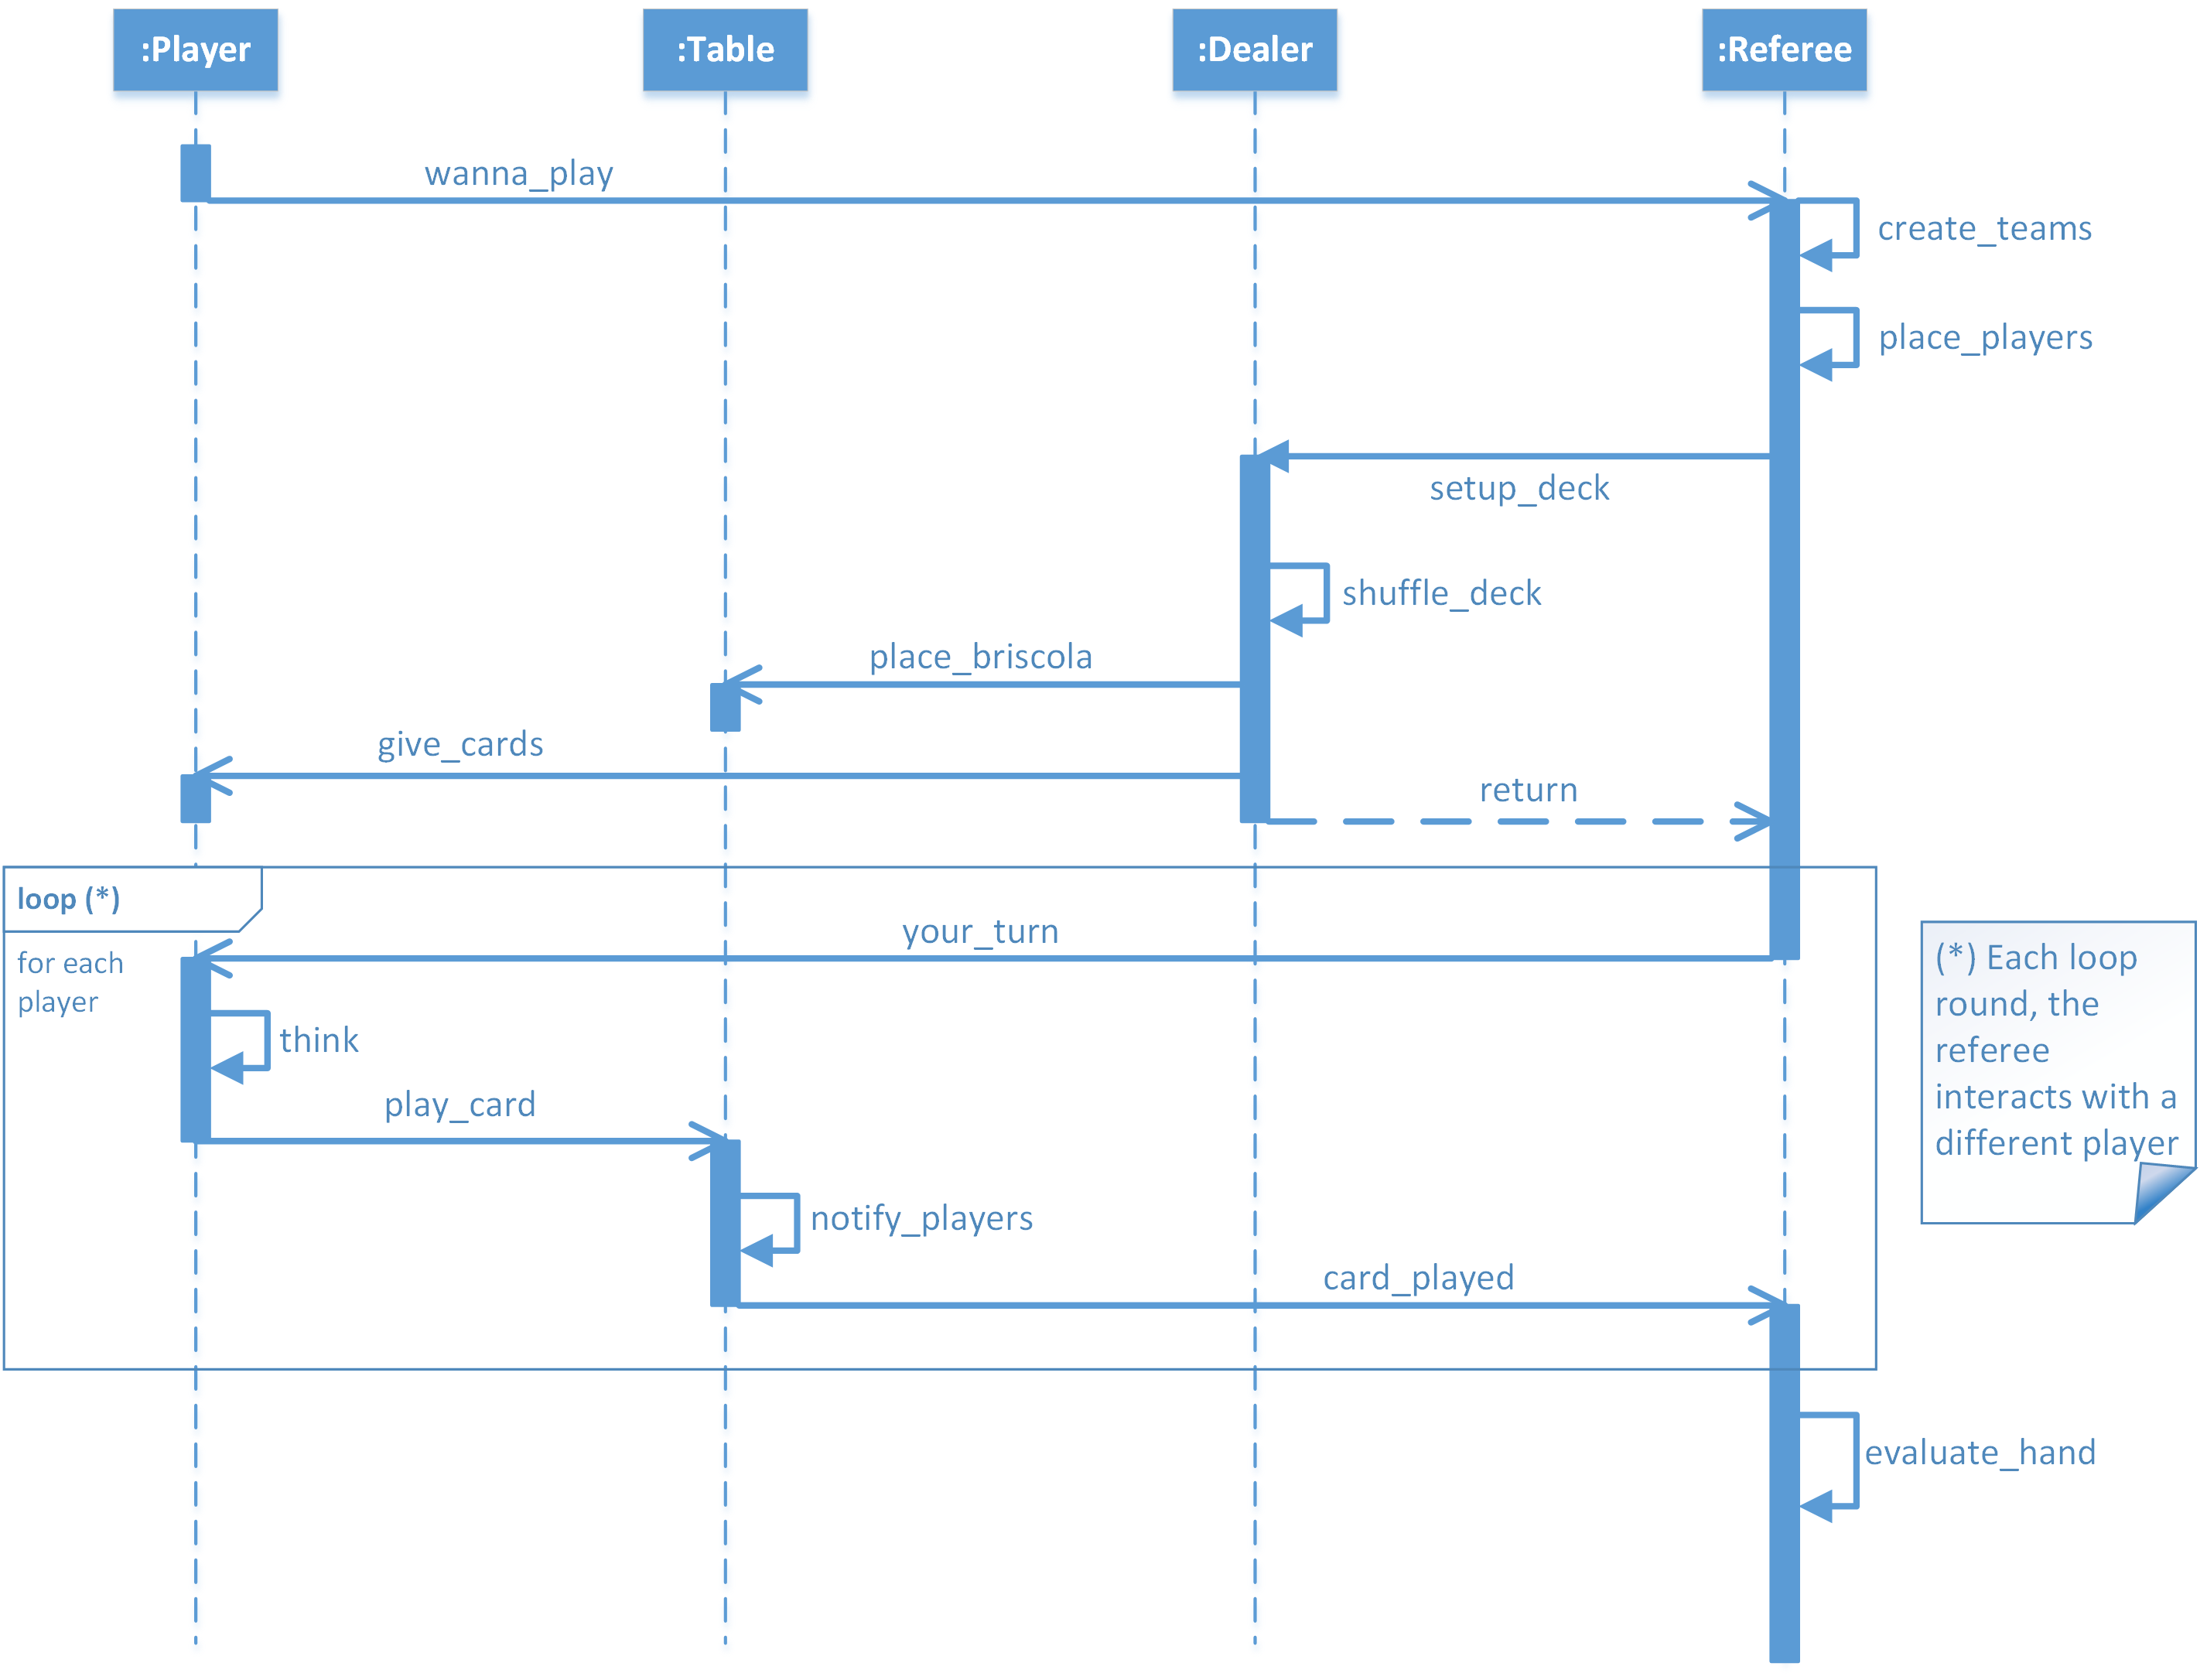 :Player
:Table
:Dealer
:Referee
wanna_play
create_teams
place_players
setup_deck
shuffle_deck
place_briscola
give_cards
return
loop (*)
for each
player
your_turn
(*) Each loop
round, the
referee
interacts with a
different player
think
play_card
notify_players
card_played
evaluate_hand